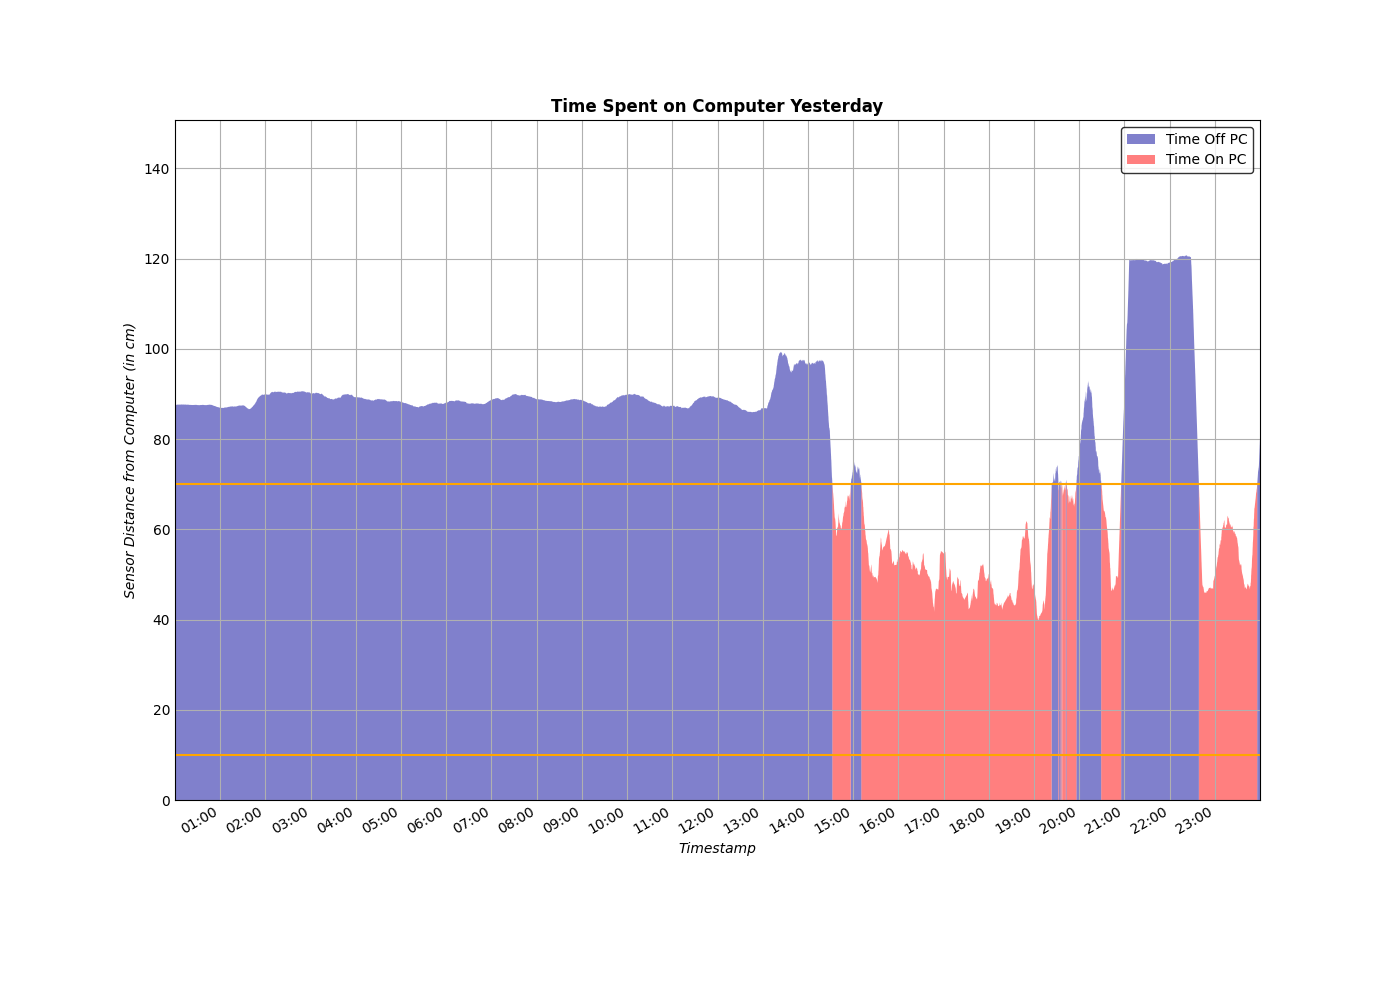 Time Spent on Computer Yesterday
Time Off PC
Time On PC
140
120
100
80
60
40
20
0
Sensor Distance from Computer (in cm)
01:00 02:00 03:00 04:00 05:00 06:00 07:00 08:00 09:00 10:00 11:00 12:00 13:00 14:00 15:00 16:00 17:00 18:00 19:00 20:00 21:00 22:00 23:00
Timestamp